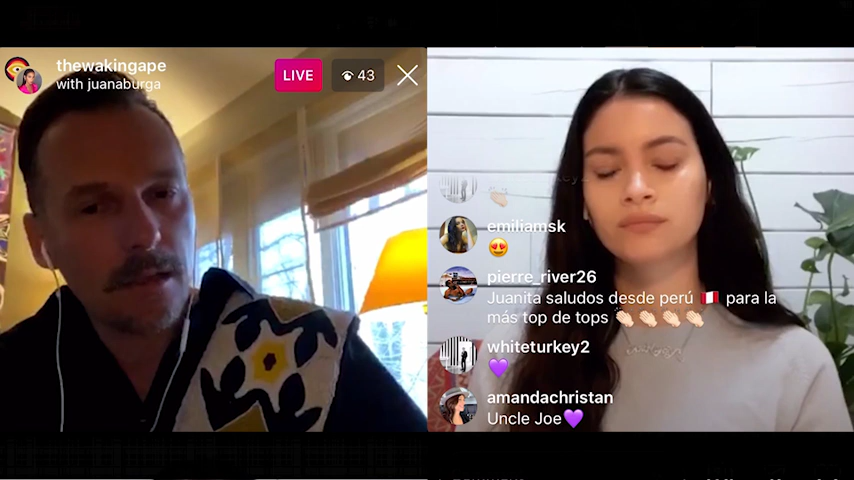 thewakingape
with juanaburga
LIVE
43
emiliamsk
pierre_river26
Juanita saludos desde perú para la
más top de tops
whiteturkey2
amandachristan
Uncle Joe